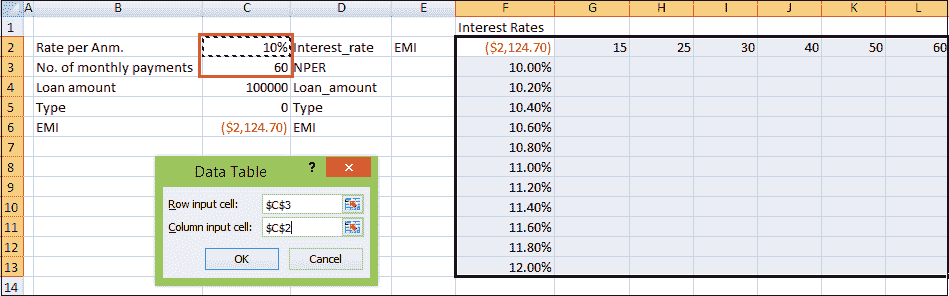 A B C D E F G H I J K L
1 Interest Rates
2 Rate per Anm. 10% Interest_rate EMI ($2,124.70) 15 25 30 40 50 60
3 No. of monthly payments 60 NPER 10.00%
4 Loan amount 100000 Loan_amount 10.20%
5 Type 0 Type 10.40%
6 EMI ($2,124.70) EMI 10.60%
7 10.80%
8 11.00%
9 11.20%
10 11.40%
11 11.60%
12 11.80%
13 12.00%
14
Data Table ? ×
Row input cell: $C$3
Column input cell: $C$2
OK Cancel